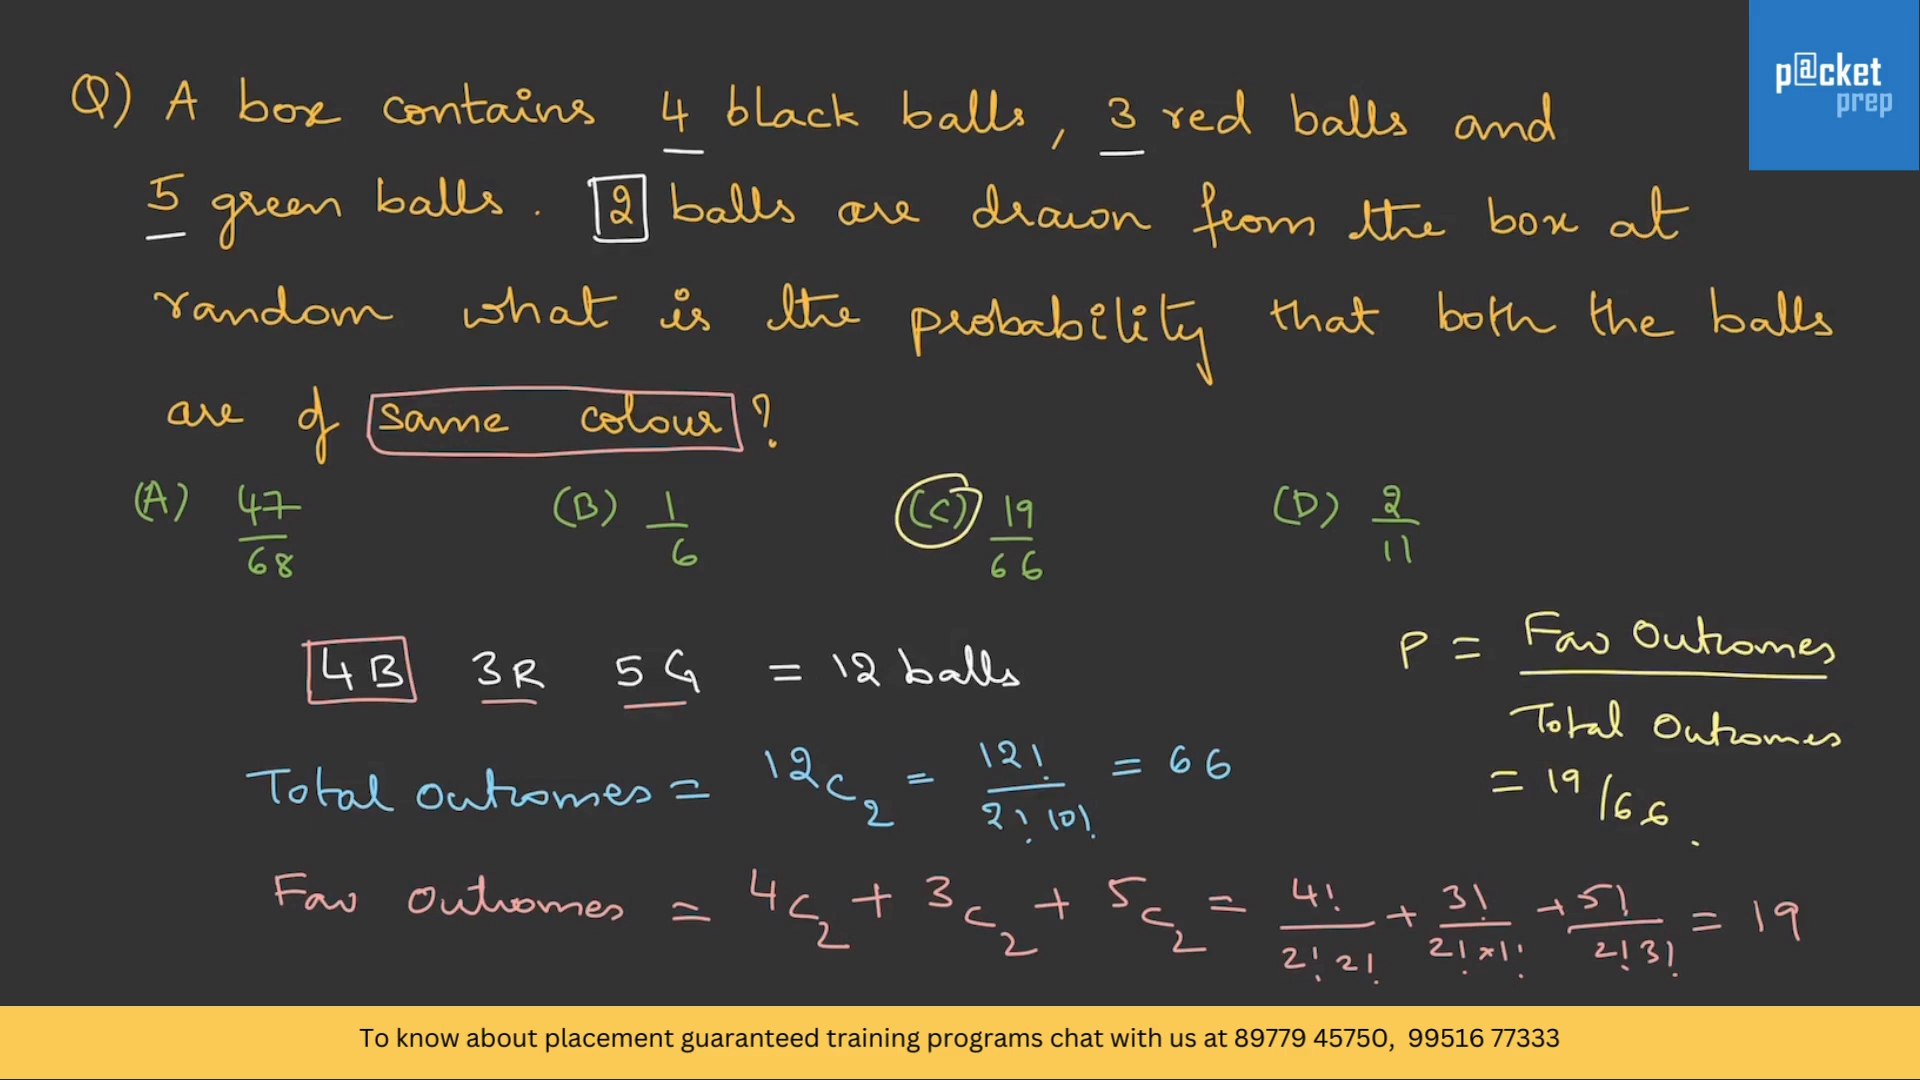 p@cket
prep
Q) A box contains 4 black balls, 3 red balls and
5 green balls. 2 balls are drawn from the box at
random what is the probability that both the balls
are of same colour?
(A) 47/68 (B) 1/6 (C) 19/66 (D) 2/11
4B 3R 5G = 12 balls
P = Fav Outcomes / Total Outcomes
= 19/66.
Total outcomes = 12C2 = 12!/2!10! = 66
Fav outcomes = 4C2 + 3C2 + 5C2 = 4!/2!2! + 3!/2!×1! + 5!/2!3! = 19
To know about placement guaranteed training programs chat with us at 89779 45750, 99516 77333